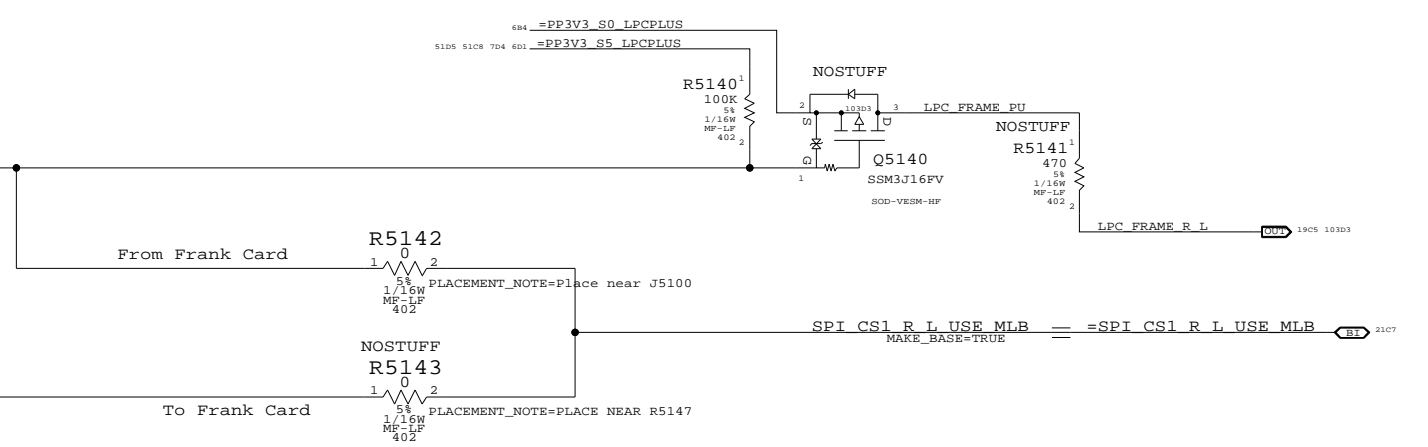 6B4 =PP3V3_S0_LPCPLUS
51D5 51C8 7D4 6D1 =PP3V3_S5_LPCPLUS
NOSTUFF
R5140
1
100K
5%
1/16W
MF-LF
402
2
2
103D3
3
LPC_FRAME_PU
S
D
G
1
Q5140
SSM3J16FV
SOD-VESM-HF
NOSTUFF
R5141
1
470
5%
1/16W
MF-LF
402
2
LPC_FRAME_R_L
OUT
19C5 103D3
From Frank Card
R5142
0
1
2
5%
1/16W
MF-LF
402
PLACEMENT_NOTE=Place near J5100
SPI_CS1_R_L_USE_MLB
=SPI_CS1_R_L_USE_MLB
MAKE_BASE=TRUE
BI
21C7
NOSTUFF
R5143
0
1
2
5%
1/16W
MF-LF
402
To Frank Card
PLACEMENT_NOTE=PLACE NEAR R5147